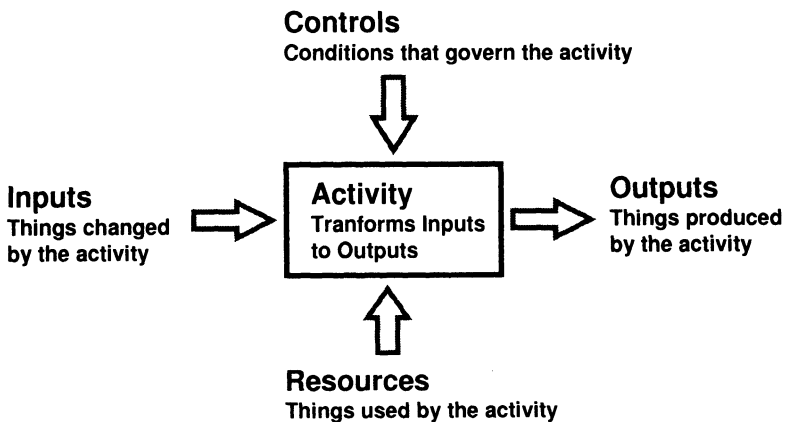 Controls
Conditions that govern the activity
Inputs
Things changed
by the activity
Activity
Tranforms Inputs
to Outputs
Outputs
Things produced
by the activity
Resources
Things used by the activity